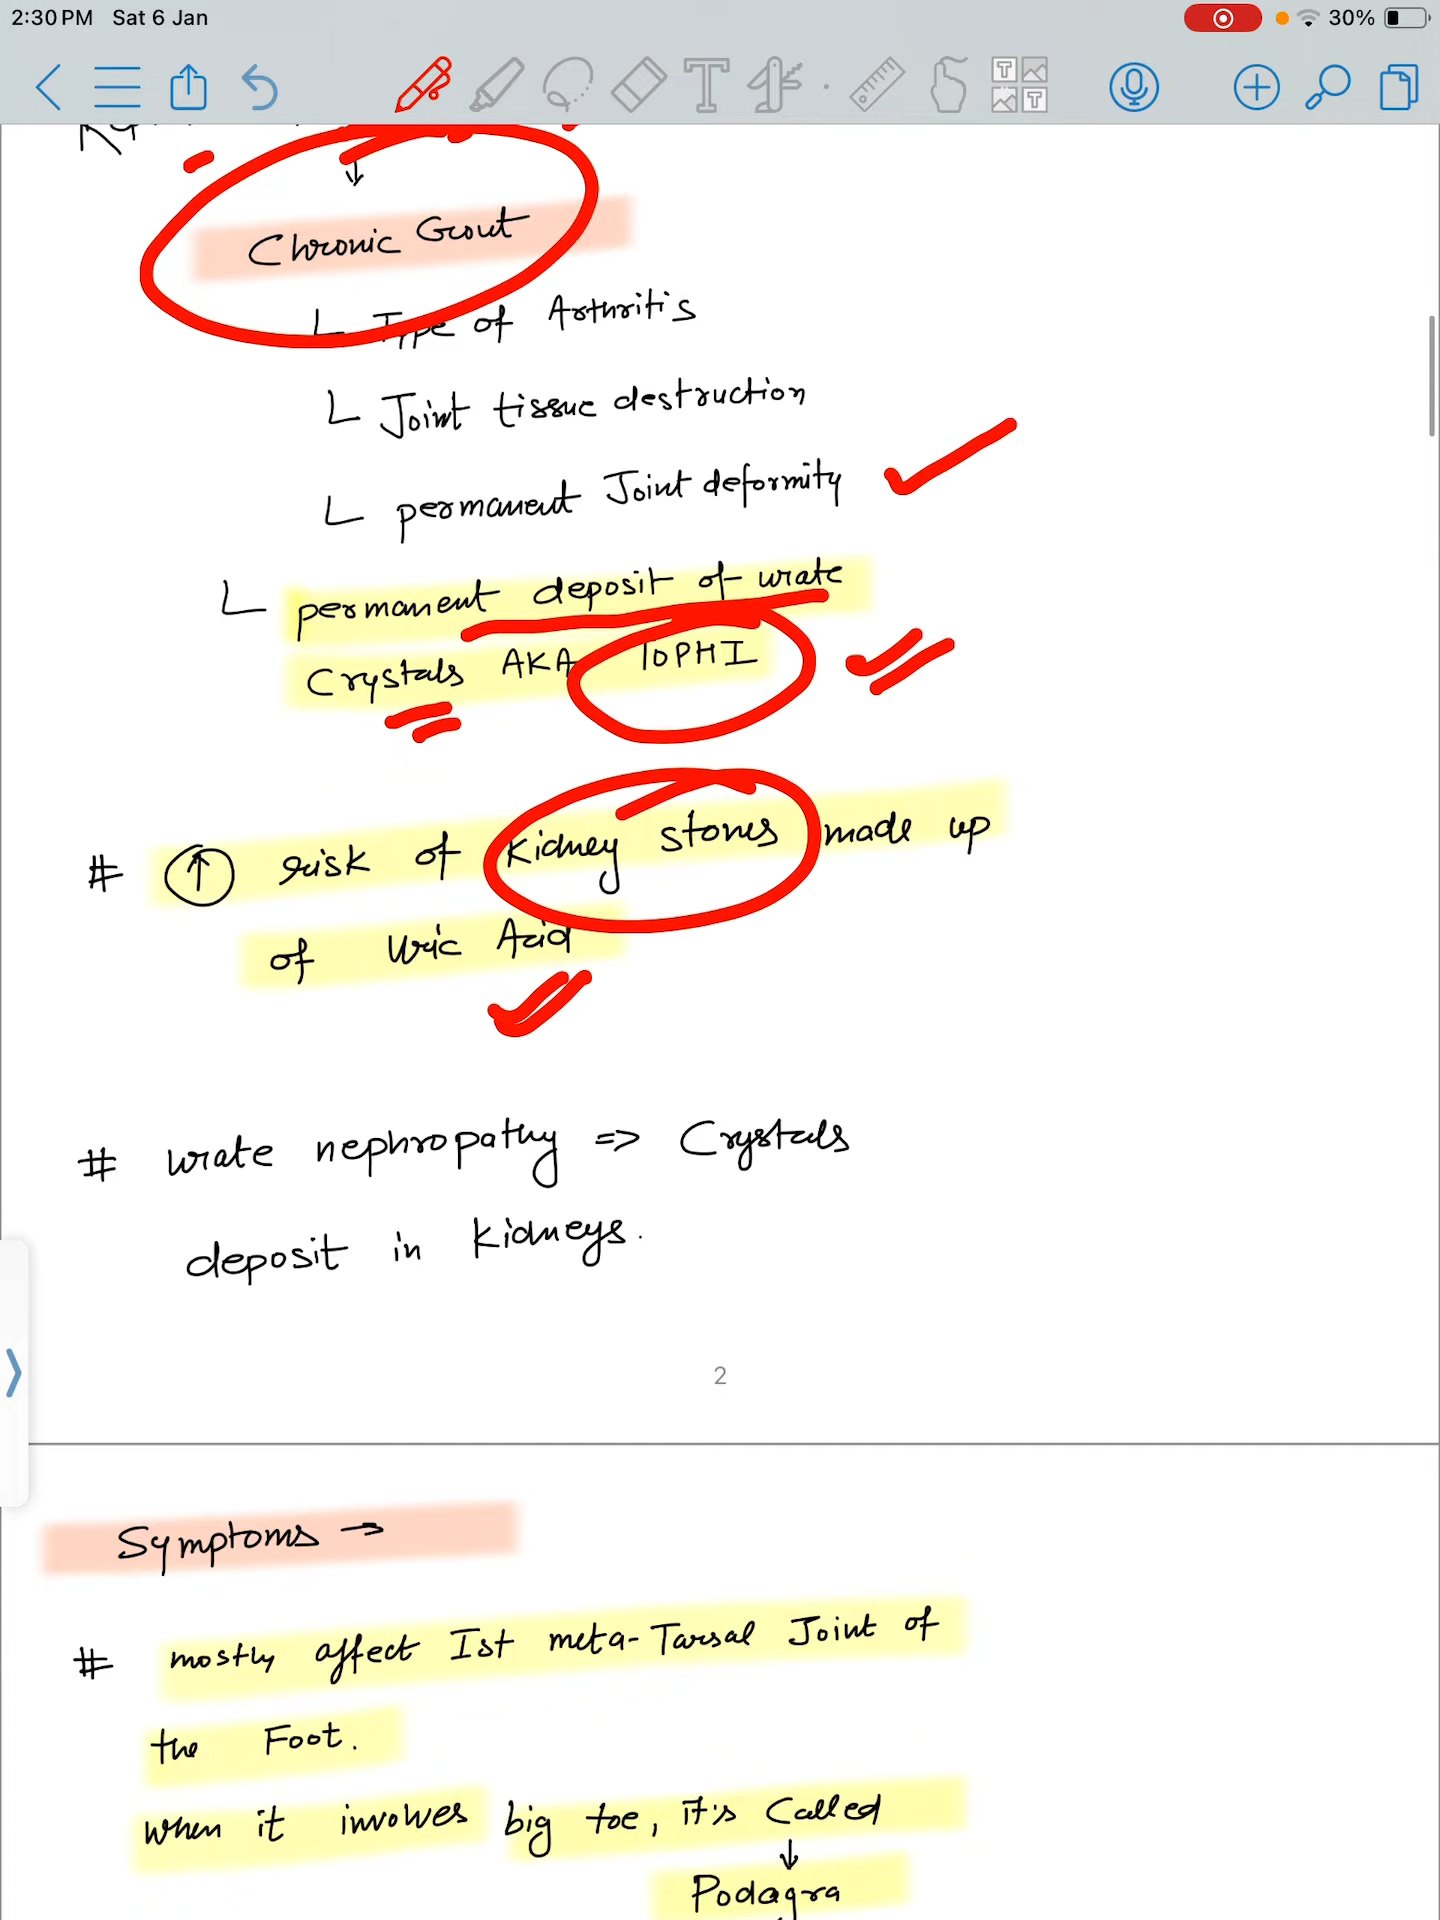 2:30 PM Sat 6 Jan 30%
Chronic Gout
Type of Arthritis
Joint tissue destruction
permanent Joint deformity
permanent deposit of urate
Crystals AKA TOPHI
# ↑ risk of kidney stones made up
of Uric Acid
# urate nephropathy => Crystals
deposit in kidneys.
2
Symptoms →
# mostly affect Ist meta-Tarsal Joint of
the Foot.
when it involves big toe, it's Called
↓
Podagra